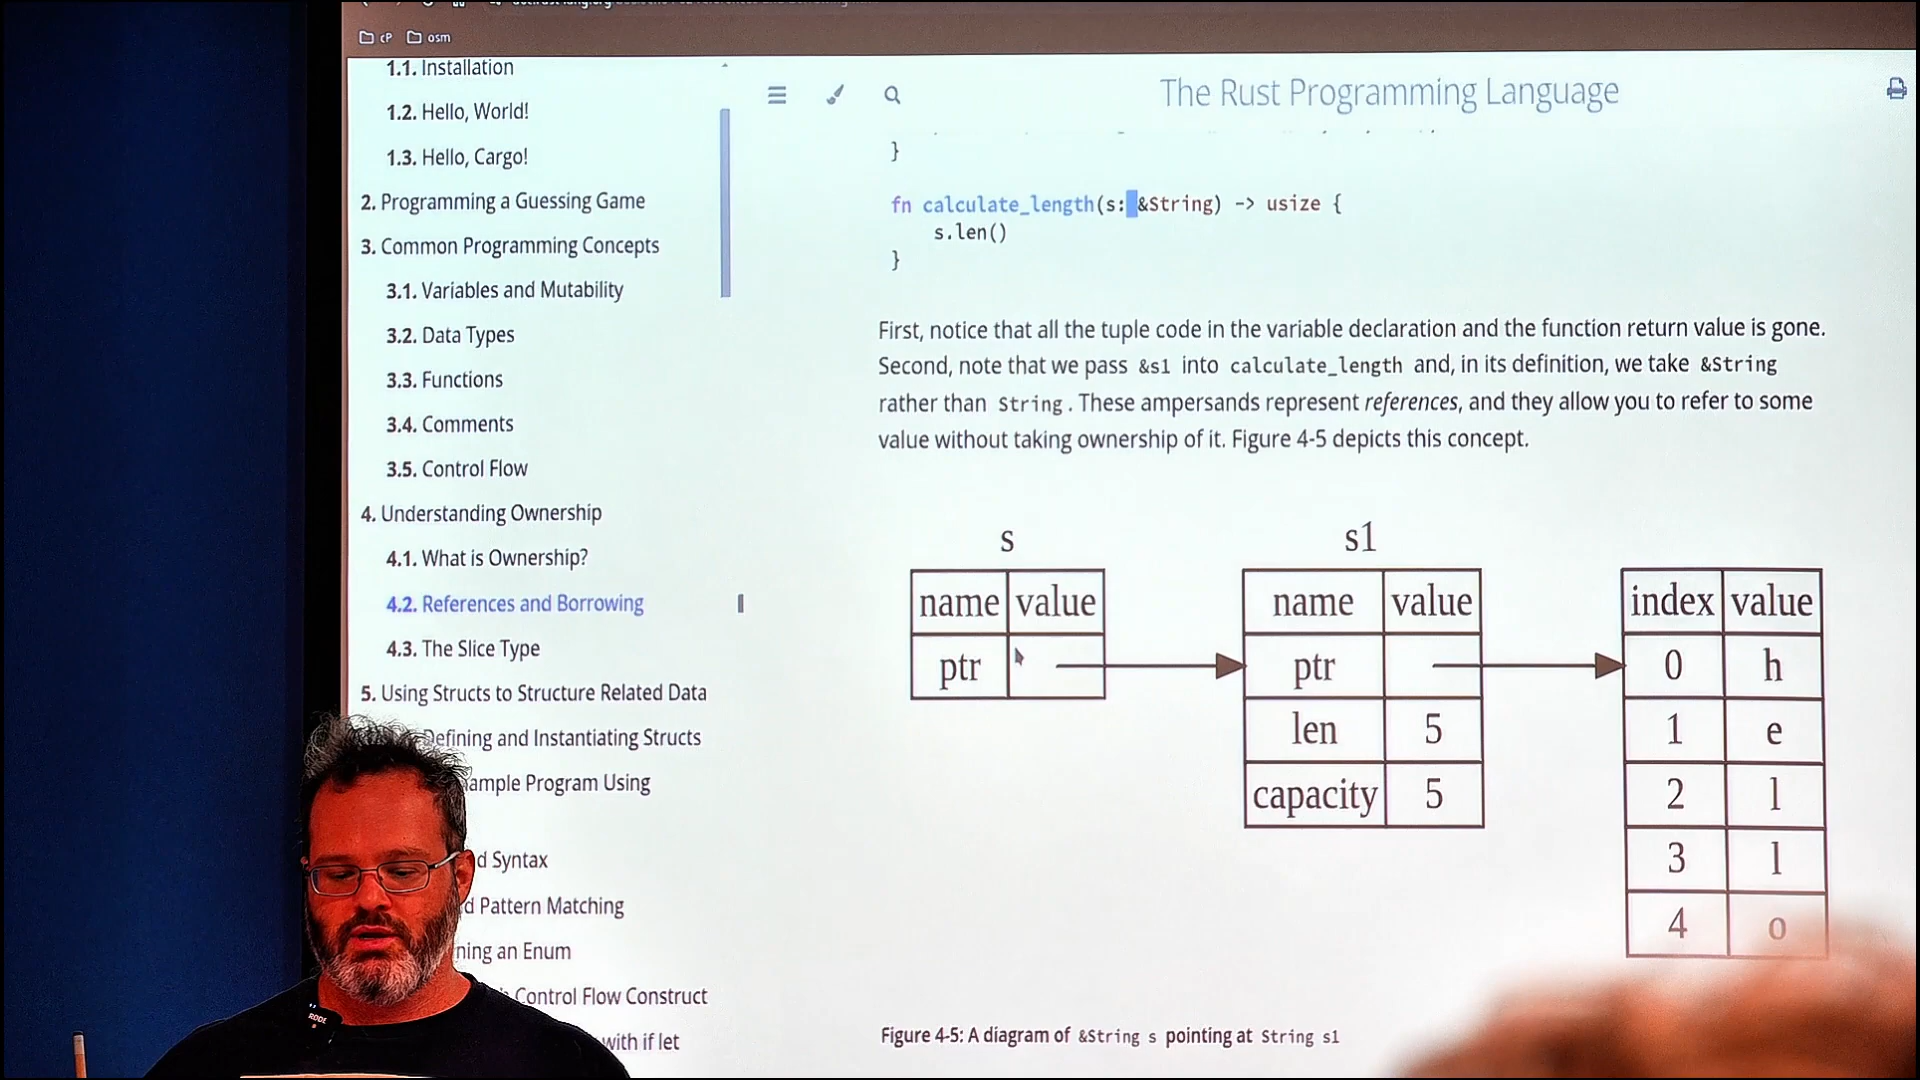 cP osm
1.1. Installation
1.2. Hello, World!
1.3. Hello, Cargo!
2. Programming a Guessing Game
3. Common Programming Concepts
3.1. Variables and Mutability
3.2. Data Types
3.3. Functions
3.4. Comments
3.5. Control Flow
4. Understanding Ownership
4.1. What is Ownership?
4.2. References and Borrowing
4.3. The Slice Type
5. Using Structs to Structure Related Data
Defining and Instantiating Structs
ample Program Using
d Syntax
d Pattern Matching
ning an Enum
Control Flow Construct
with if let
The Rust Programming Language
}
fn calculate_length(s: &String) -> usize {
s.len()
}
First, notice that all the tuple code in the variable declaration and the function return value is gone.
Second, note that we pass &s1 into calculate_length and, in its definition, we take &String
rather than String. These ampersands represent references, and they allow you to refer to some
value without taking ownership of it. Figure 4-5 depicts this concept.
s
name value
ptr
s1
name value
ptr
len 5
capacity 5
index value
0 h
1 e
2 l
3 l
4 o
Figure 4-5: A diagram of &String s pointing at String s1
RODE